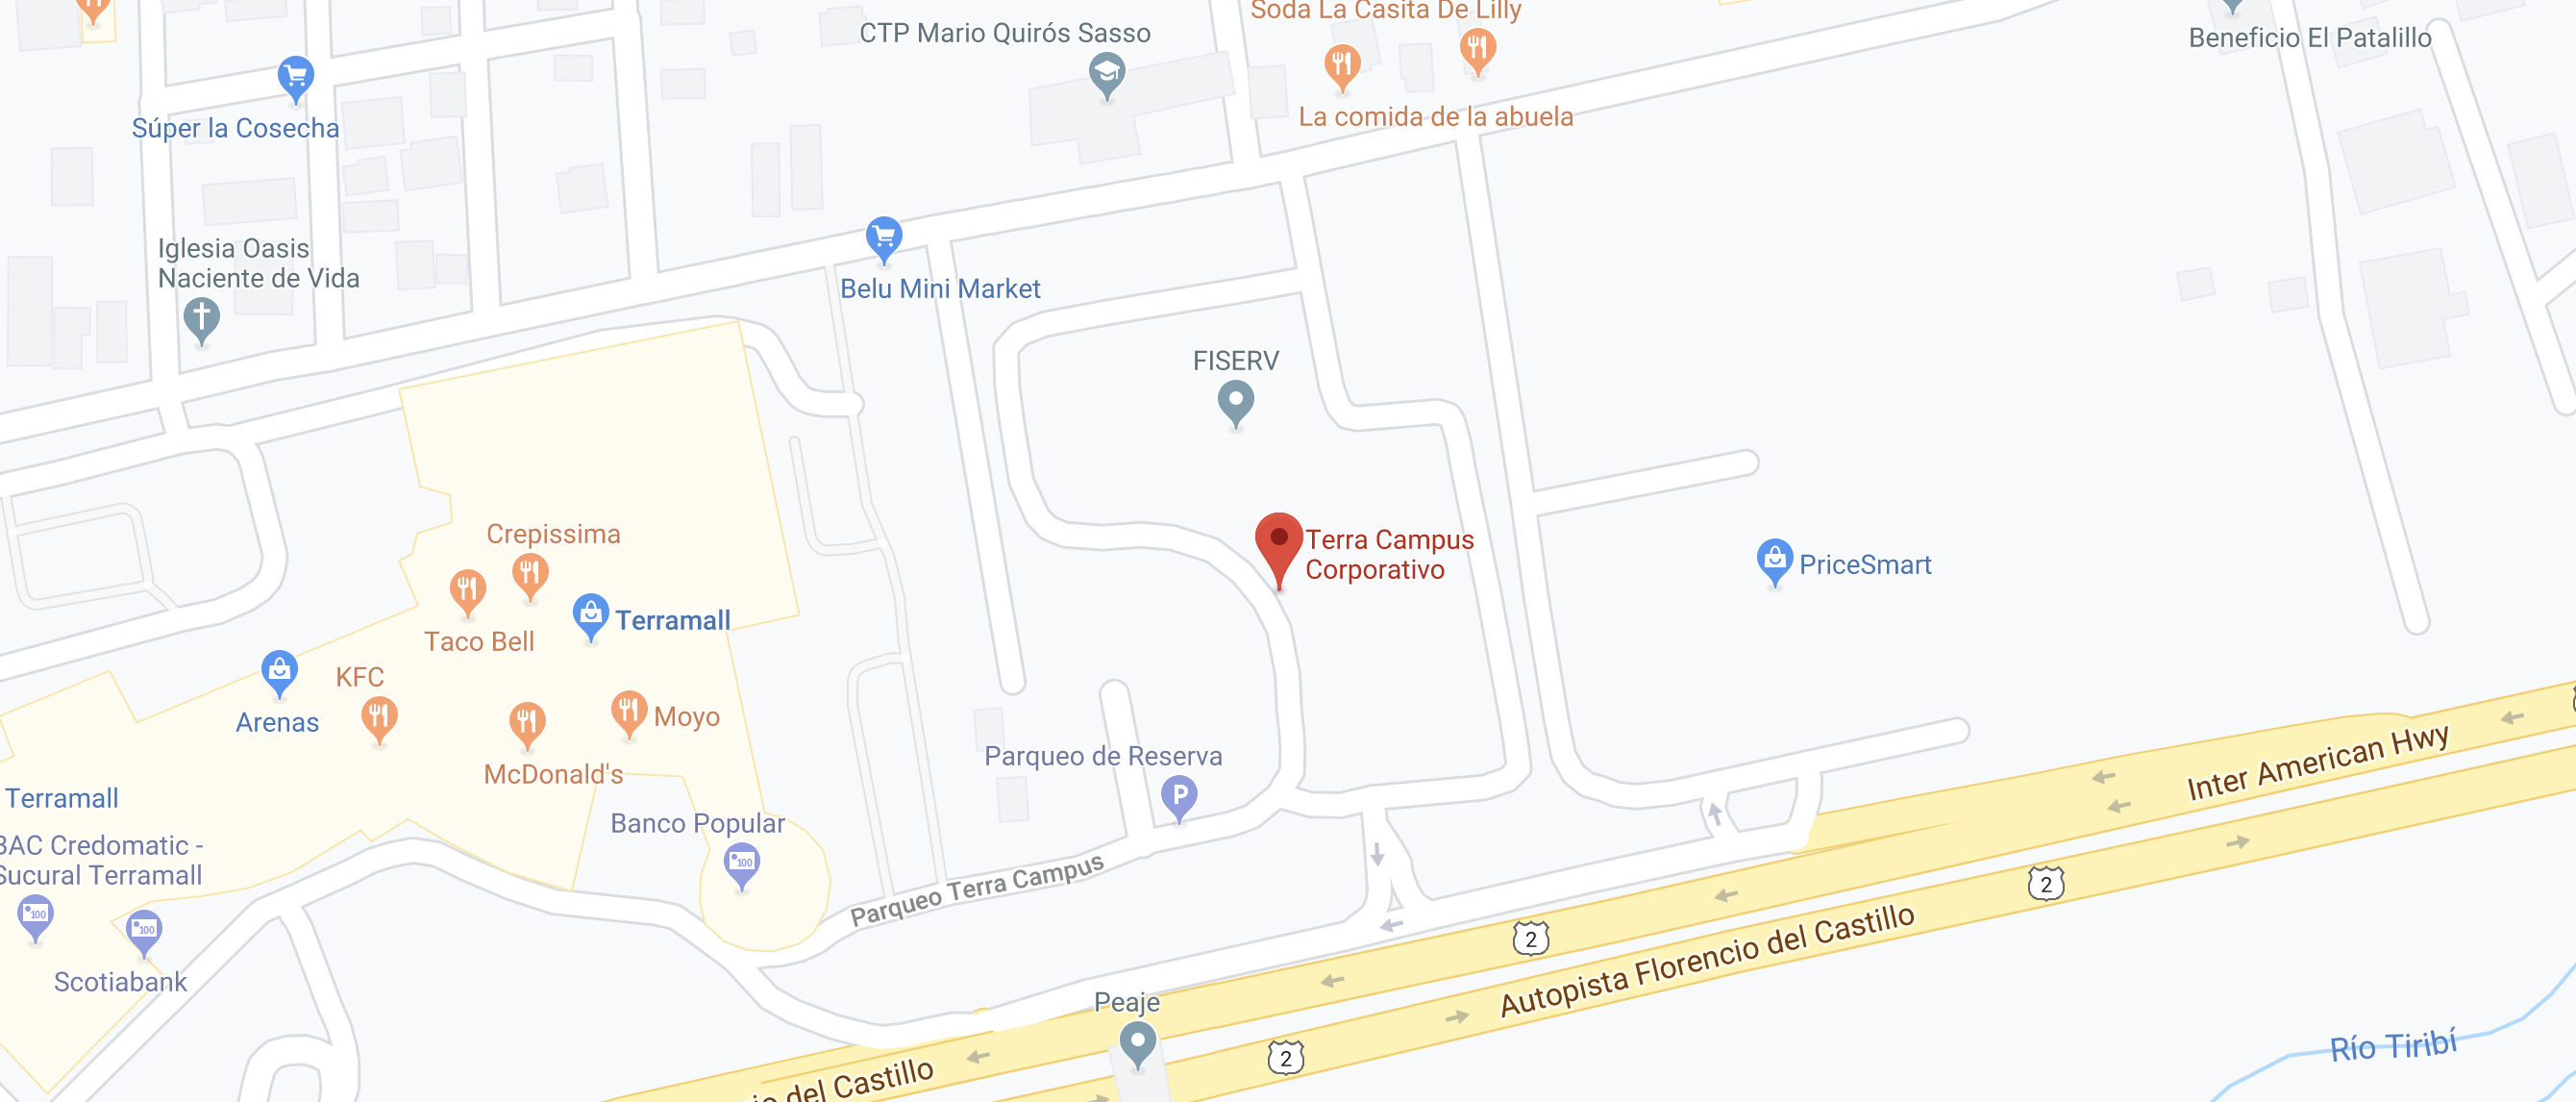 Soda La Casita De Lilly
CTP Mario Quirós Sasso
Beneficio El Patalillo
La comida de la abuela
Súper la Cosecha
Iglesia Oasis
Naciente de Vida
Belu Mini Market
FISERV
Crepissima
Terra Campus
Corporativo
PriceSmart
Terramall
Taco Bell
KFC
Arenas
Moyo
McDonald's
Parqueo de Reserva
P
Inter American Hwy
Terramall
Banco Popular
100
BAC Credomatic -
Sucural Terramall
100
100
Scotiabank
Parqueo Terra Campus
2
2
Autopista Florencio del Castillo
Peaje
2
Río Tiribí
del Castillo